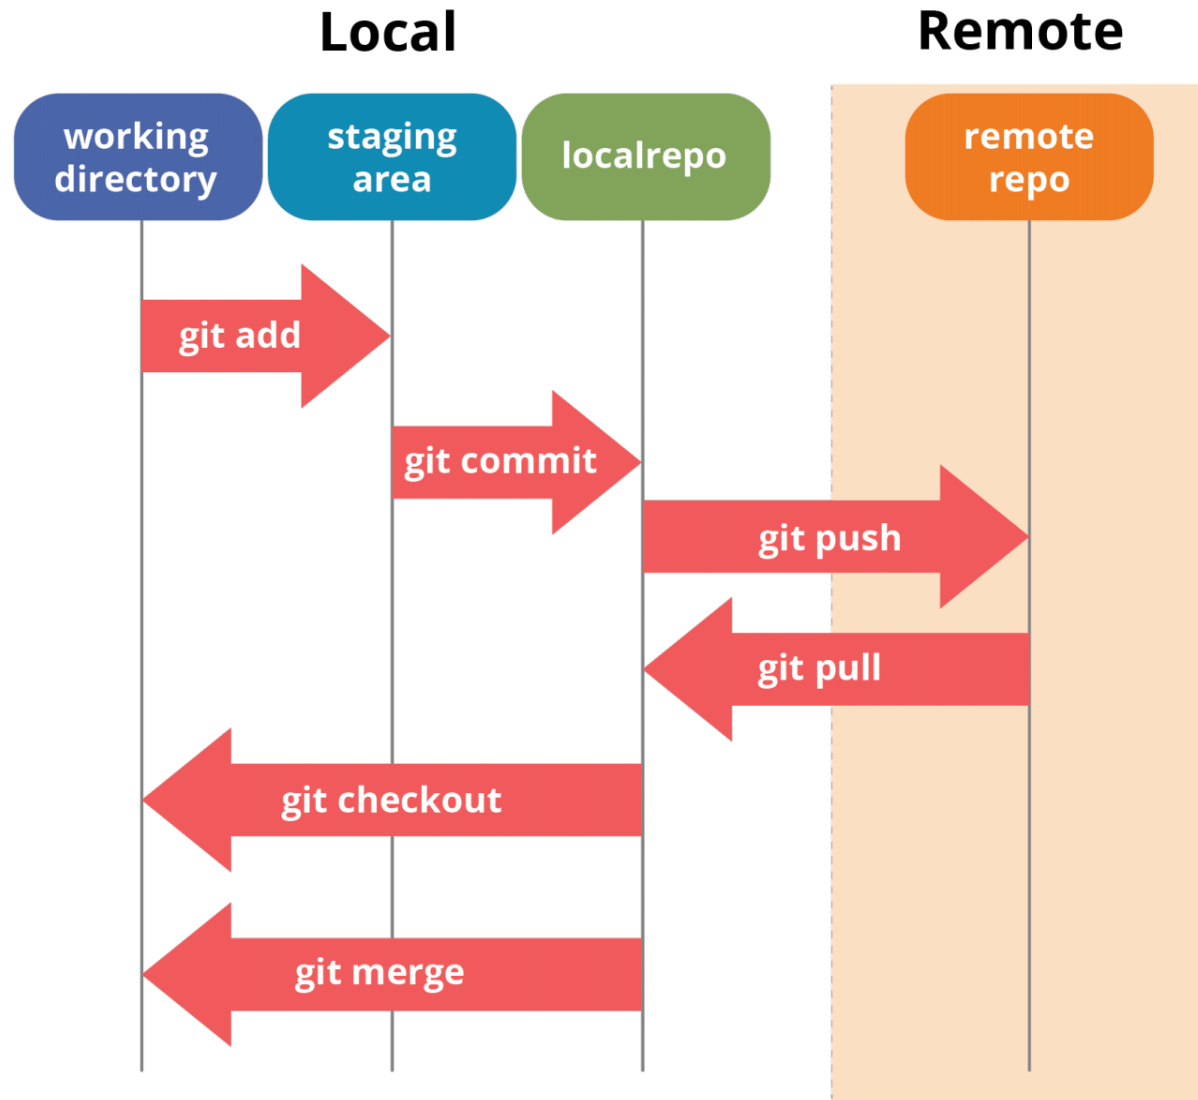 Local
Remote
working
directory
staging
area
localrepo
remote
repo
git add
git commit
git push
git pull
git checkout
git merge